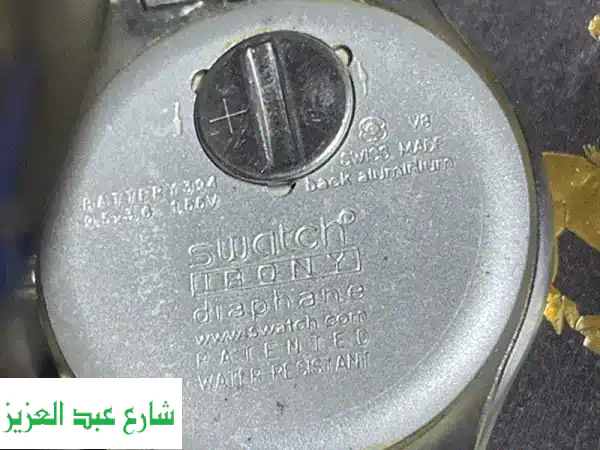 +
V8
SWISS MADE
back aluminium
BATTERY 394
1.55V
swatch
IRONY
diaphane
www.swatch.com
PATENTED
WATER RESISTANT
شارع عبد العزيز